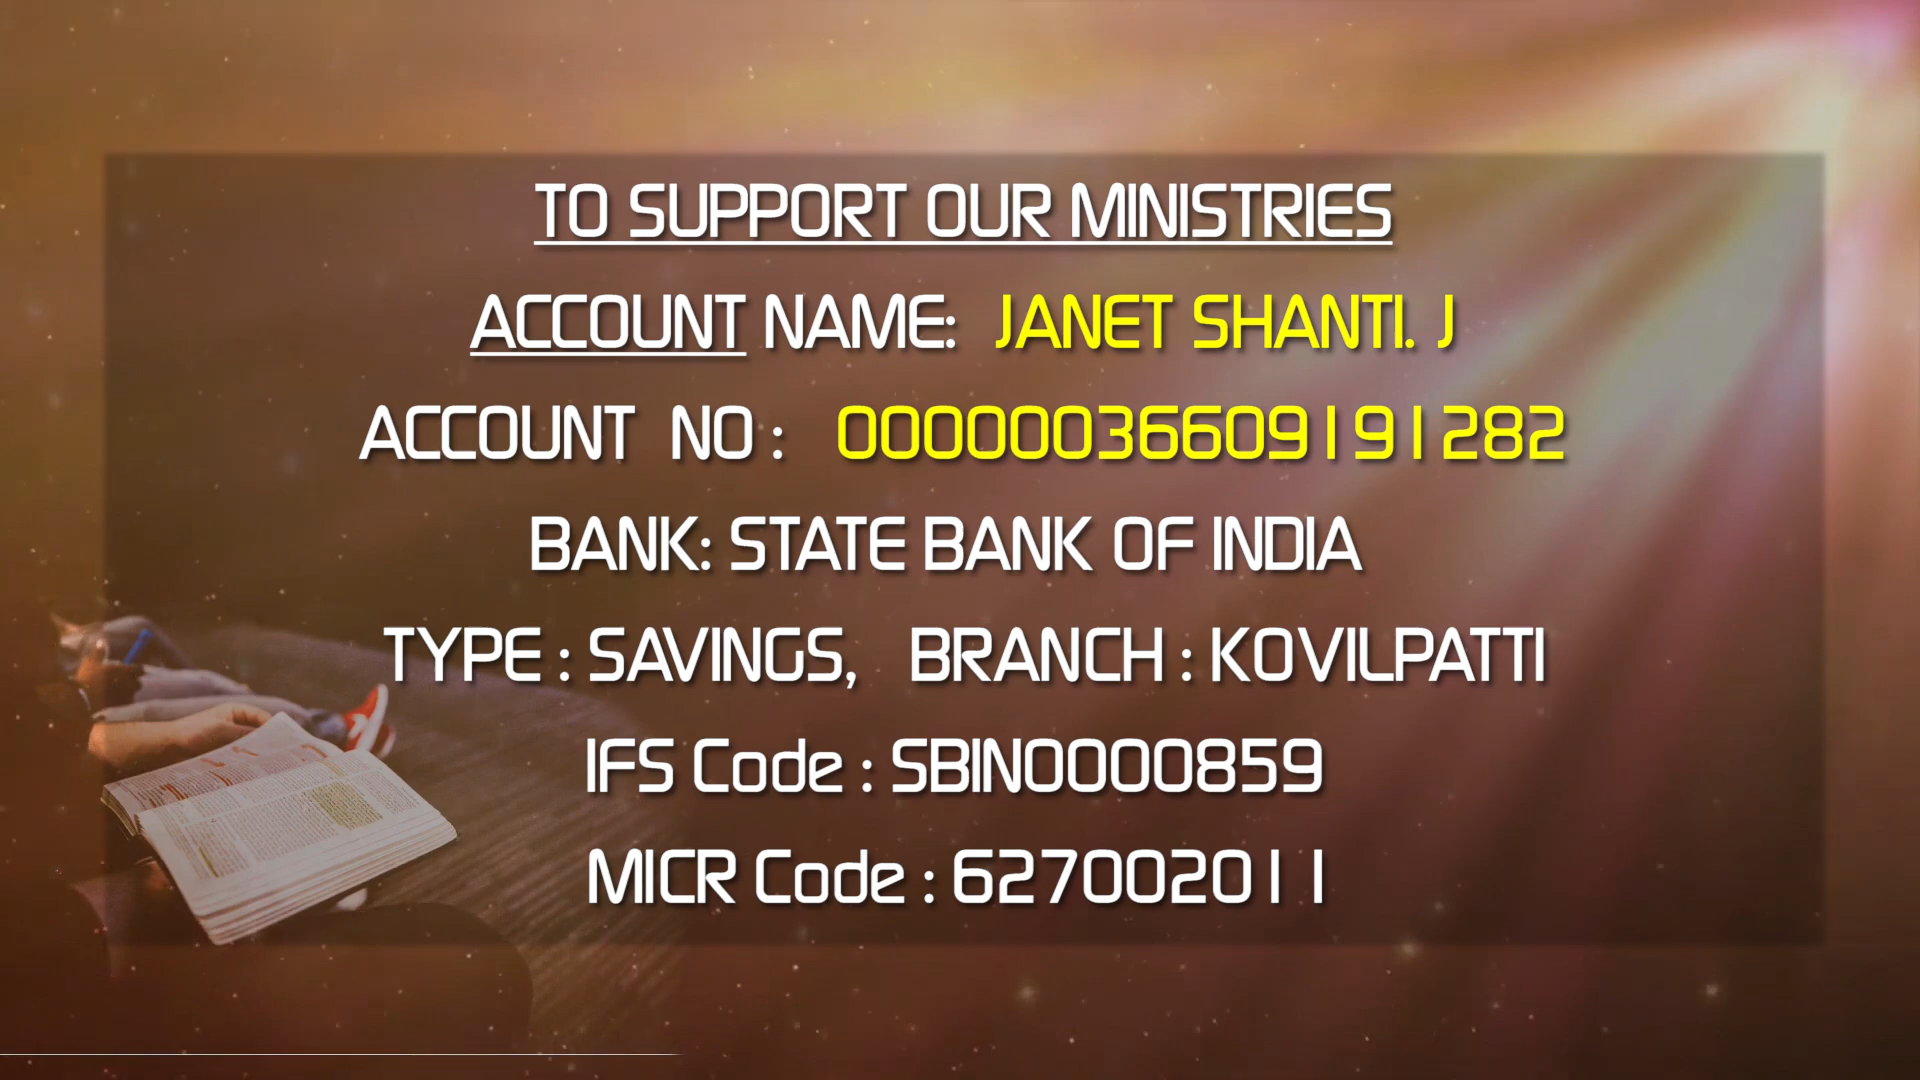 TO SUPPORT OUR MINISTRIES
ACCOUNT NAME: JANET SHANTI. J
ACCOUNT NO : 00000036609191282
BANK: STATE BANK OF INDIA
TYPE : SAVINGS, BRANCH : KOVILPATTI
IFS Code : SBIN0000859
MICR Code : 627002011